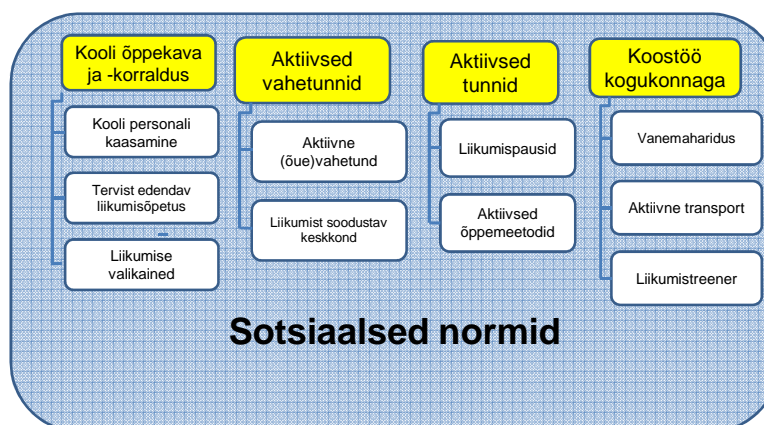 Kooli õppekava
ja -korraldus
Kooli personali
kaasamine
Tervist edendav
liikumisõpetus
Liikumise
valikained
Aktiivsed
vahetunnid
Aktiivne
(õue)vahetund
Liikumist soodustav
keskkond
Aktiivsed
tunnid
Liikumispausid
Aktiivsed
õppemeetodid
Koostöö
kogukonnaga
Vanemaharidus
Aktiivne transport
Liikumistreener
Sotsiaalsed normid